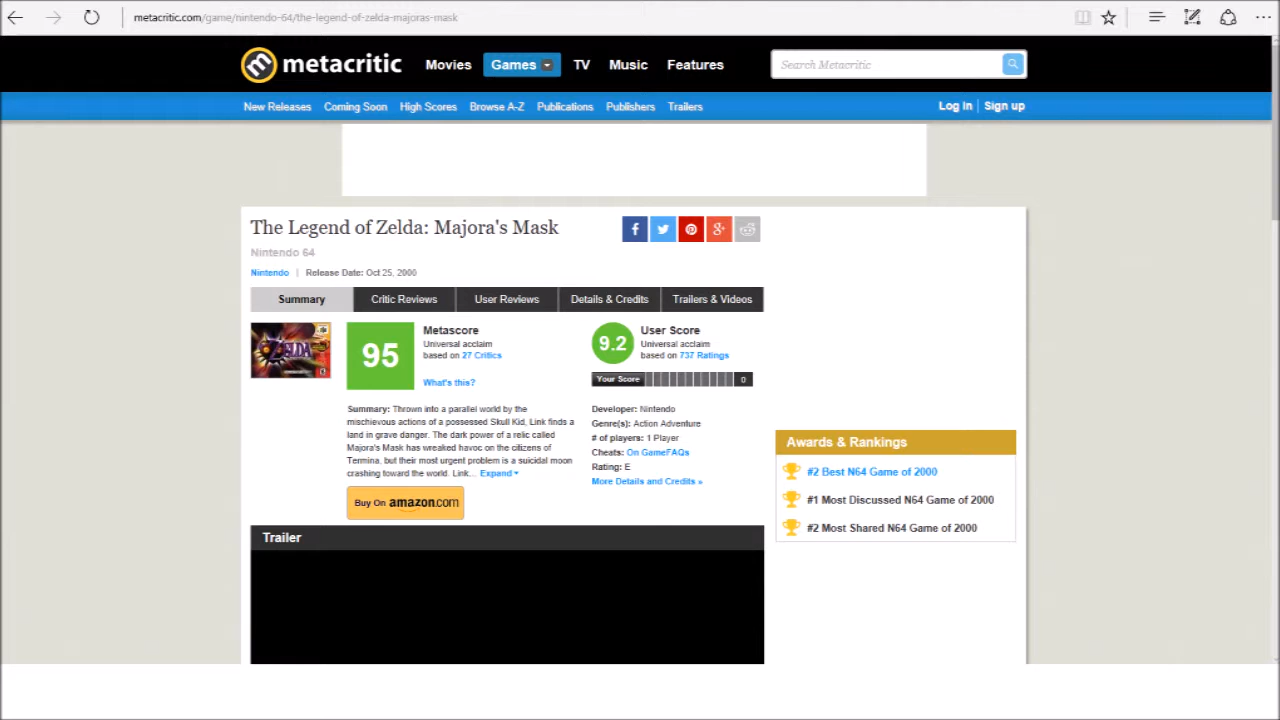 metacritic.com/game/nintendo-64/the-legend-of-zelda-majoras-mask
metacritic Movies Games TV Music Features Search Metacritic
New Releases Coming Soon High Scores Browse A-Z Publications Publishers Trailers Log In Sign up
The Legend of Zelda: Majora's Mask
Nintendo 64
Nintendo | Release Date: Oct 25, 2000
Summary Critic Reviews User Reviews Details & Credits Trailers & Videos
ZELDA
95
Metascore
Universal acclaim
based on 27 Critics
What's this?
9.2
User Score
Universal acclaim
based on 737 Ratings
Your Score 0
Summary: Thrown into a parallel world by the
mischievous actions of a possessed Skull Kid, Link finds a
land in grave danger. The dark power of a relic called
Majora's Mask has wreaked havoc on the citizens of
Termina, but their most urgent problem is a suicidal moon
crashing toward the world. Link... Expand
Buy On amazon.com
Developer: Nintendo
Genre(s): Action Adventure
# of players: 1 Player
Cheats: On GameFAQs
Rating: E
More Details and Credits »
Trailer
Awards & Rankings
#2 Best N64 Game of 2000
#1 Most Discussed N64 Game of 2000
#2 Most Shared N64 Game of 2000